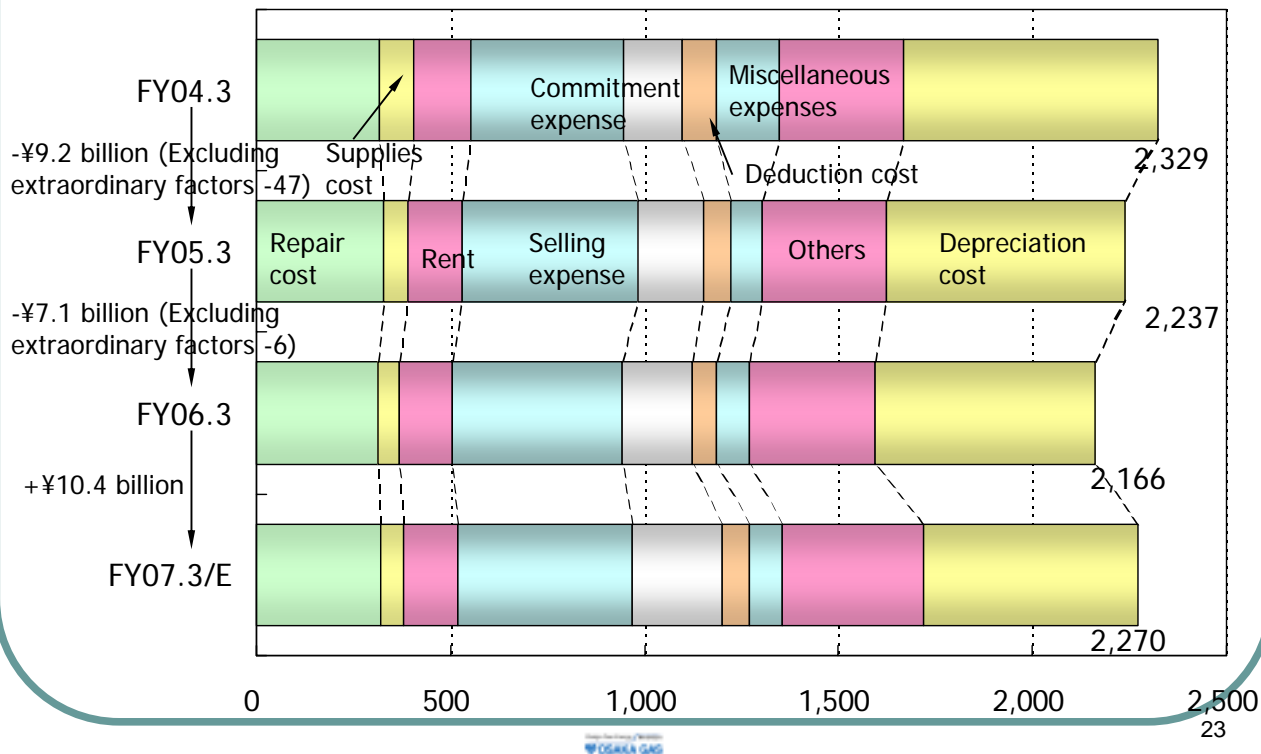 FY04.3
Commitment
expense
Miscellaneous
expenses
-¥9.2 billion (Excluding
extraordinary factors -47)
Supplies
cost
Deduction cost
2,329
FY05.3
Repair
cost
Rent
Selling
expense
Others
Depreciation
cost
-¥7.1 billion (Excluding
extraordinary factors -6)
2,237
FY06.3
2,166
+¥10.4 billion
FY07.3/E
2,270
0 500 1,000 1,500 2,000 2,500
23
OSAKA GAS